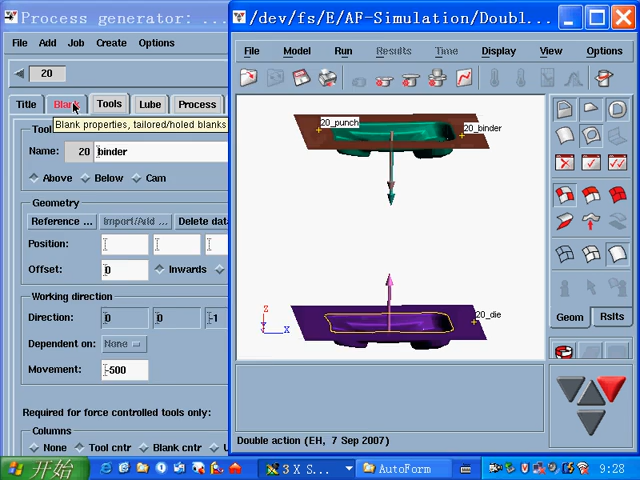 Process generator: ...
File Add Job Create Options
20
Title Blank Tools Lube Process
Blank properties, tailored/holed blanks
Tool
Name: 20 binder
Above Below Cam
Geometry
Reference ... Import/Add ... Delete data
Position:
Offset: 0 Inwards
Working direction
Direction: 0 0 -1
Dependent on: None
Movement: -500
Required for force controlled tools only:
Columns
None Tool cntr Blank cntr U
/dev/fs/E/AF-Simulation/Doubl...
File Model Run Results Technology Display View Options
20_punch
20_binder
20_die
Z
X
Geom Rslts
Double action (EH, 7 Sep 2007)
开始
3 X S...
AutoForm
9:28